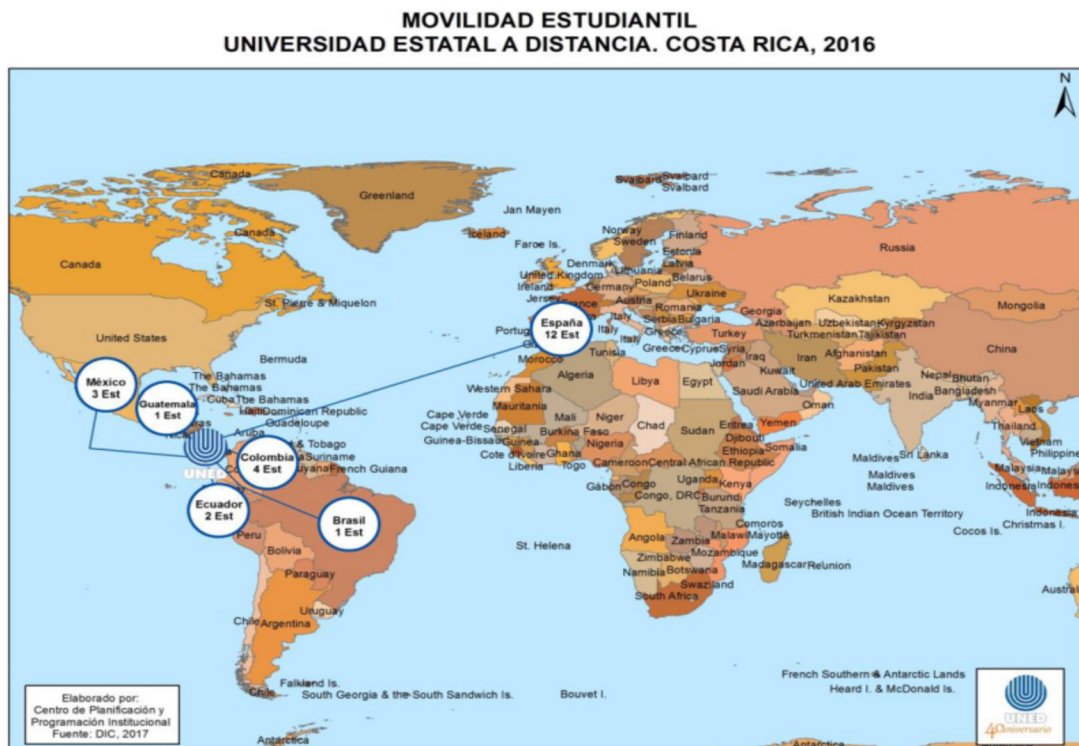 MOVILIDAD ESTUDIANTIL
UNIVERSIDAD ESTATAL A DISTANCIA. COSTA RICA, 2016
N
Canada
Greenland
Svalbard
Svalbard
Svalbard
Jan Mayen
Iceland
Canada
Canada
Faroe Is.
Norway
Sweden
Finland
Estonia
Latvia
Russia
Denmark
Lithuania
United Kingdom
Ireland
Belarus
Poland
Germany
Jersey
France
Austria
Ukraine
Kazakhstan
Mongolia
St. Pierre & Miquelon
Romania
Georgia
Italy
Serbia
Bulgaria
Azerbaijan
Uzbekistan
Kyrgyzstan
Turkmenistan
Tajikistan
United States
España
12 Est
Italy
Italy
Greece
Greece
Turkey
Cyprus
Syria
China
Bermuda
Morocco
Tunisia
Jordan
Iraq
Iran
Afghanistan
Kuwait
Pakistan
Nepal
Bhutan
México
3 Est
Guatemala
1 Est
The Bahamas
The Bahamas
Cuba
The Bahamas
Haiti
Dominican Republic
Guadeloupe
Algeria
Libya
Egypt
Saudi Arabia
United Arab Emirates
Bangladesh
India
Myanmar
Western Sahara
Mauritania
Oman
Laos
Cape Verde
Cape Verde
Senegal
Mali
Niger
Chad
Sudan
Eritrea
Yemen
Thailand
Aruba
& Tobago
Guinea-Bissau
Guinea
Burkina Faso
Djibouti
Vietnam
Philippine
UNED
Colombia
4 Est
Suriname
French Guiana
Cote d'Ivoire
Ghana
Nigeria
Ethiopia
Somalia
Liberia
Togo
Cameroon
Central African Republic
Maldives
Sri Lanka
Maldives
Maldives
Malaysia
Malays
Indonesia
Indones
Gabon
Congo
Uganda
Kenya
Congo, DRC
Burundi
Tanzania
Seychelles
British Indian Ocean Territory
Indonesia
Christmas I.
Cocos Is.
Ecuador
2 Est
Brasil
1 Est
Peru
St. Helena
Angola
Zambia
Malawi
Comoros
Mayotte
Bolivia
Mozambique
Zimbabwe
Madagascar
Reunion
Paraguay
Namibia
Botswana
Swaziland
South Africa
Austral
Uruguay
Chile
Argentina
Falkland Is.
Chile
South Georgia & the South Sandwich Is.
Bouvet I.
French Southern & Antarctic Lands
Heard I. & McDonald Is.
Antarctica
Antarctica
Elaborado por:
Centro de Planificación y
Programación Institucional
Fuente: DIC, 2017
UNED
40 aniversario